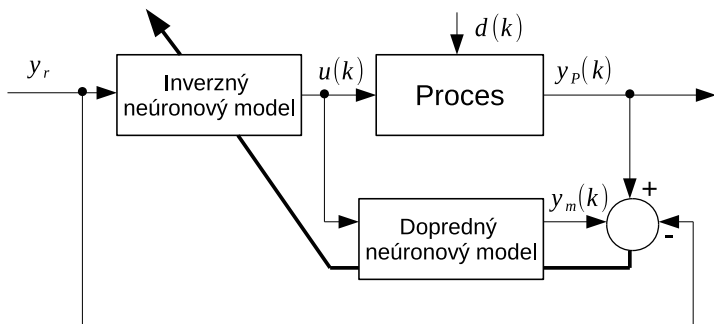 d(k)
y_r
Inverzný
neúronový model
u(k)
Proces
y_P(k)
+
-
Dopredný
neúronový model
y_m(k)